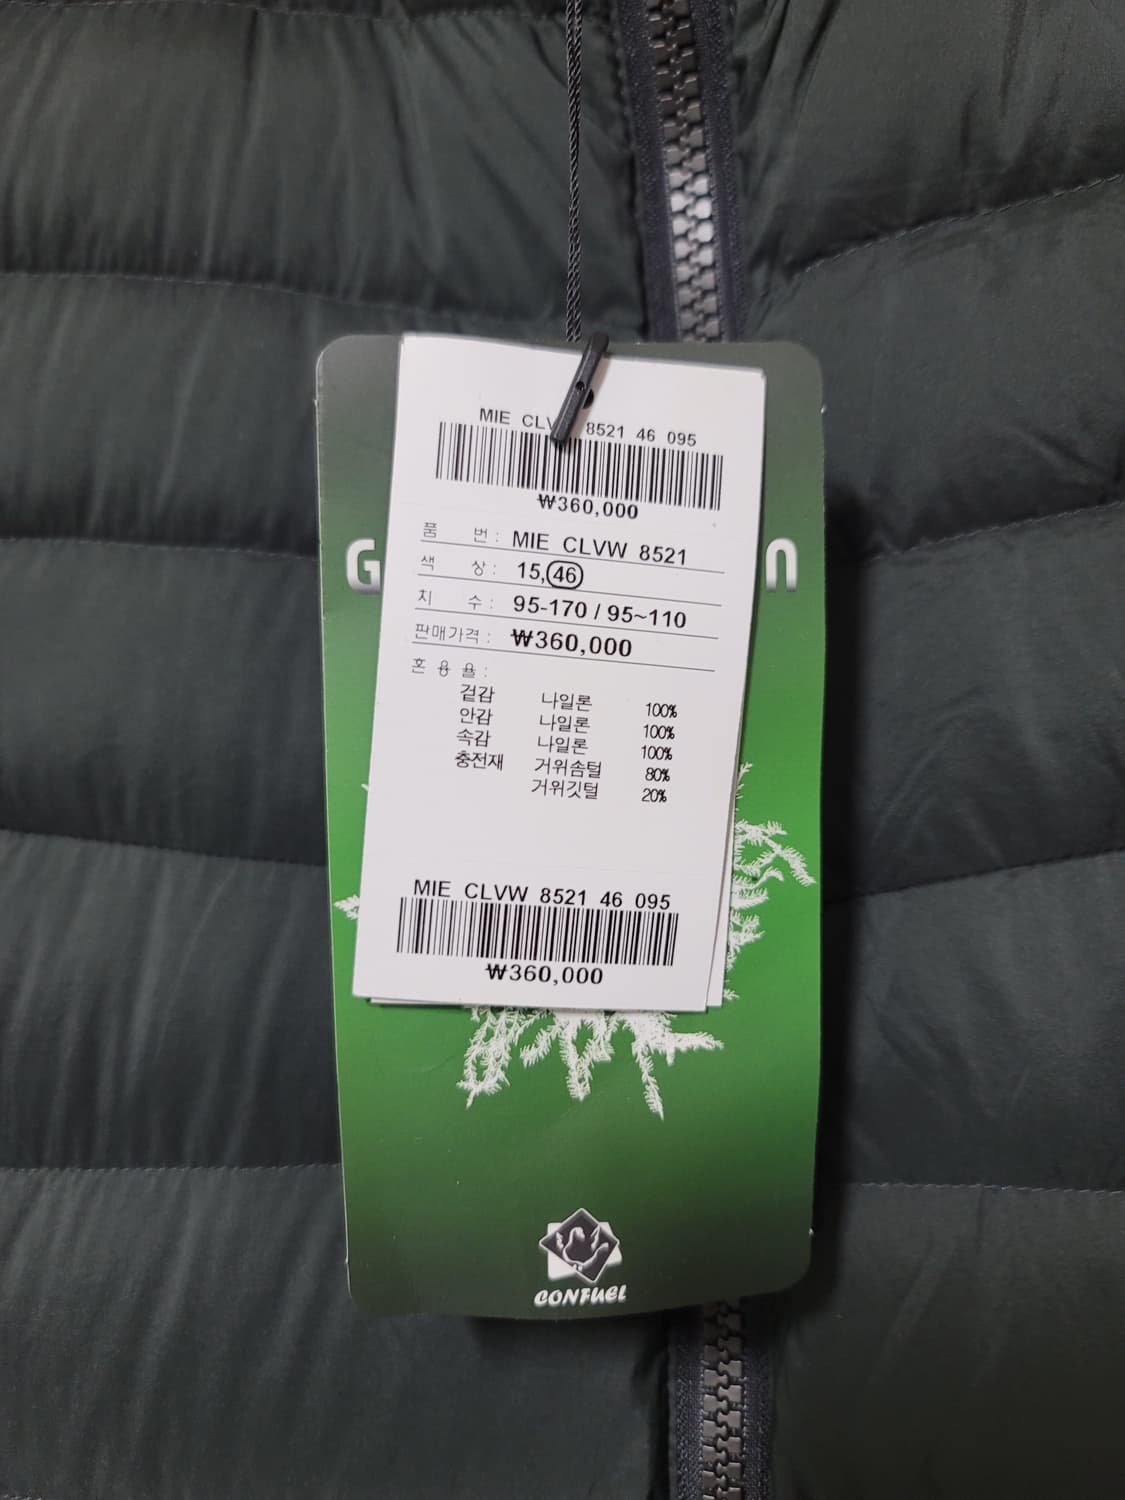 MIE 8521 46 095
₩360,000
품 번 : MIE CLVW 8521
색 상 : 15,46
치 수 : 95-170 / 95~110
판매가격 : ₩360,000
혼 용 율 :
겉감 나일론 100%
안감 나일론 100%
속감 나일론 100%
충전재 거위솜털 80%
거위깃털 20%
MIE CLVW 8521 46 095
₩360,000
CONFUEL